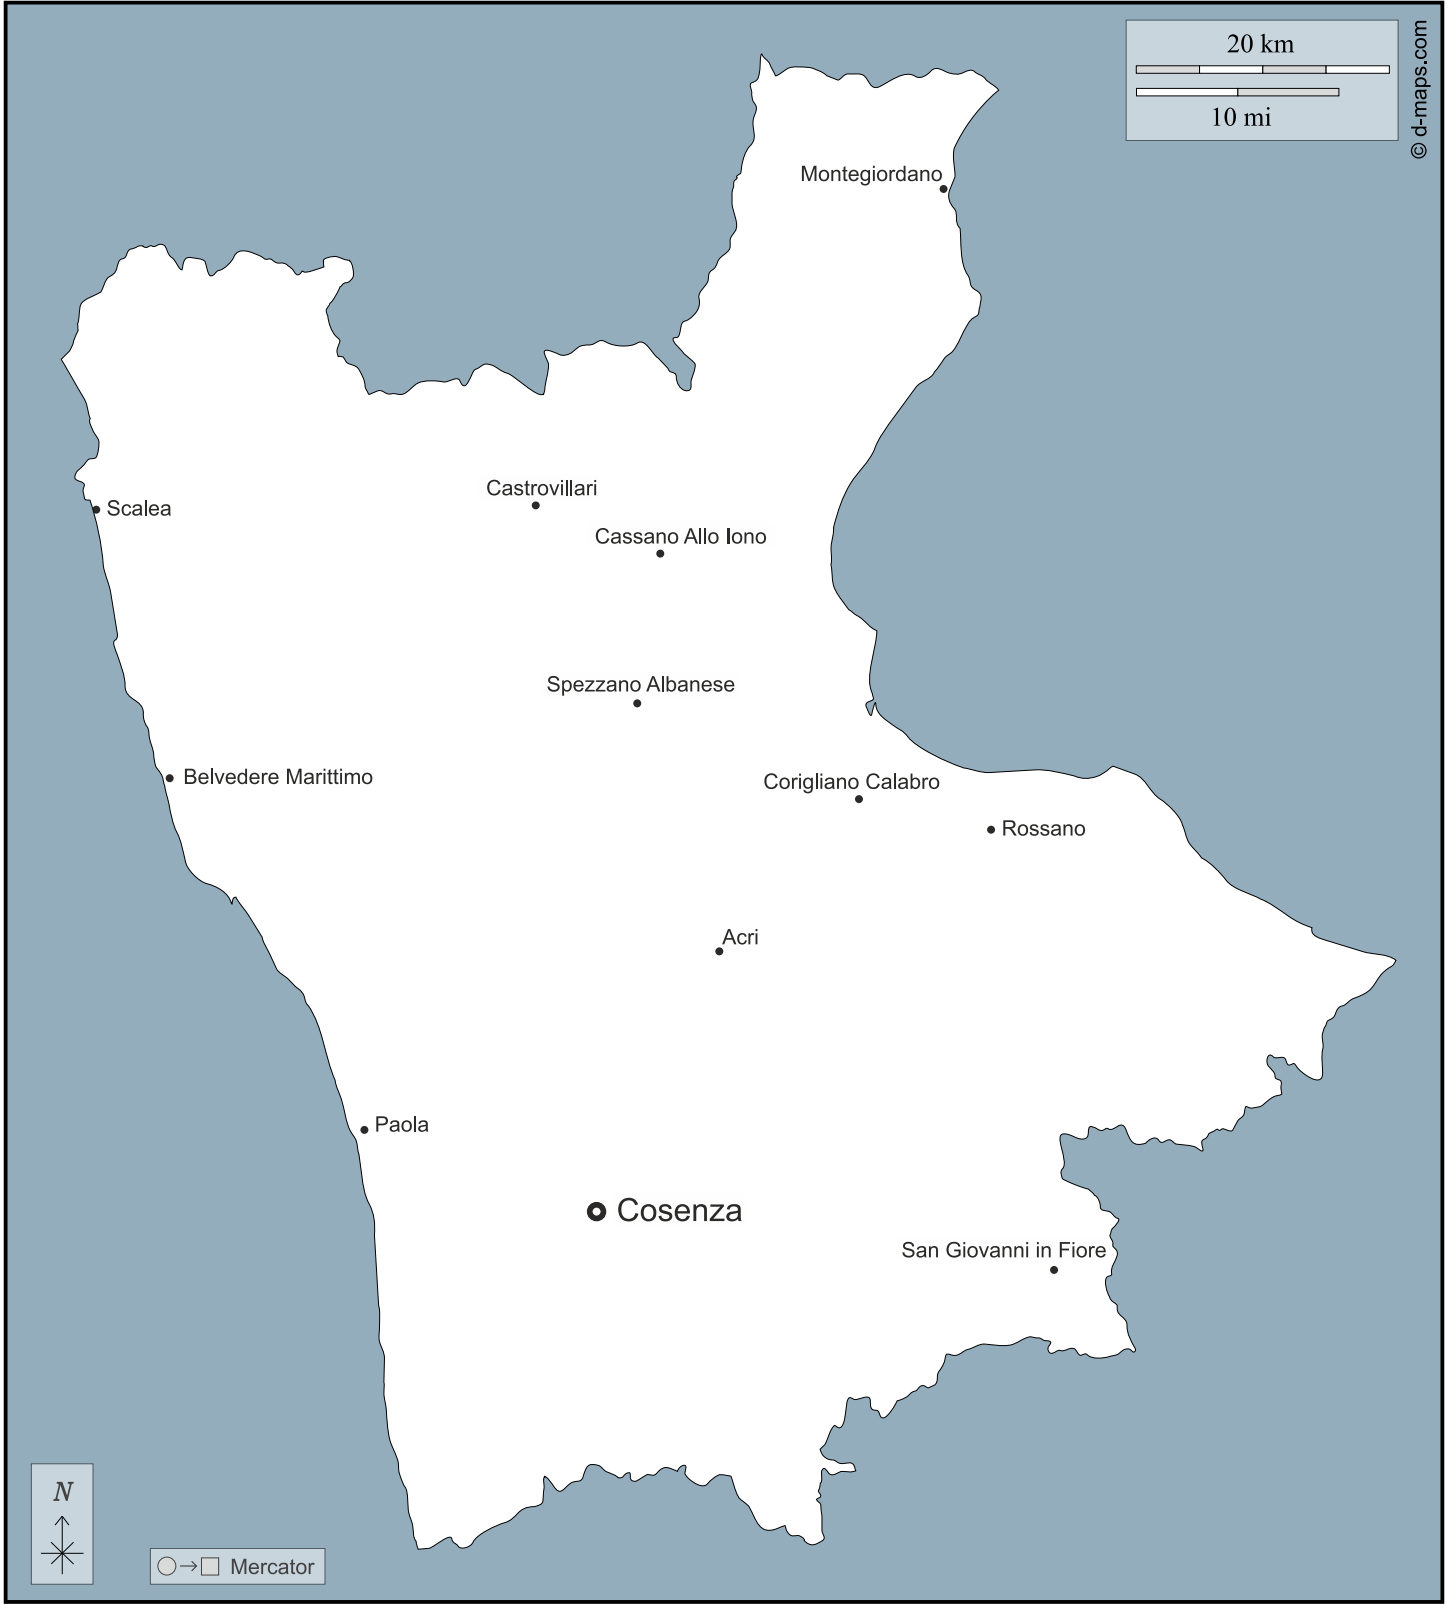 20 km
10 mi
© d-maps.com
Montegiordano
Castrovillari
Scalea
Cassano Allo Iono
Spezzano Albanese
Belvedere Marittimo
Corigliano Calabro
Rossano
Acri
Paola
Cosenza
San Giovanni in Fiore
N
Mercator